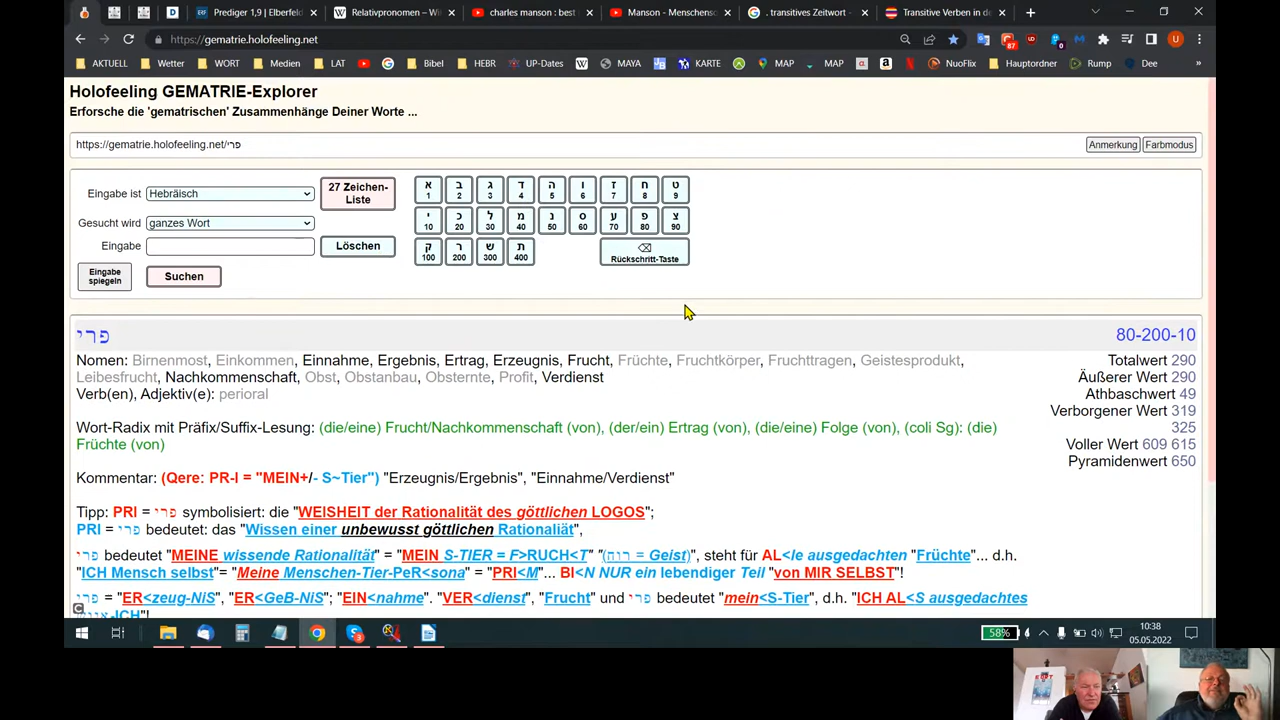 Prediger 1,9 | Elberfeld
Relativpronomen – Wi
charles manson : best
Manson - Menschens
. transitives Zeitwort -
Transitive Verben in de
https://gematrie.holofeeling.net
87
0
U
AKTUELL Wetter WORT Medien LAT Bibel HEBR UP-Dates MAYA KARTE MAP MAP NuoFlix Hauptordner Rump Dee »
Holofeeling GEMATRIE-Explorer
Erforsche die 'gematrischen' Zusammenhänge Deiner Worte ...
https://gematrie.holofeeling.net/פרי
Anmerkung Farbmodus
Eingabe ist Hebräisch
27 Zeichen-
Liste
Gesucht wird ganzes Wort
Eingabe
Löschen
Eingabe
spiegeln
Suchen
א ב ג ד ה ו ז ח ט
1 2 3 4 5 6 7 8 9
י כ ל מ נ ס ע פ צ
10 20 30 40 50 60 70 80 90
ק ר ש ת
100 200 300 400
⌫
Rückschritt-Taste
פרי 80-200-10
Nomen: Birnenmost, Einkommen, Einnahme, Ergebnis, Ertrag, Erzeugnis, Frucht, Früchte, Fruchtkörper, Fruchttragen, Geistesprodukt,
Leibesfrucht, Nachkommenschaft, Obst, Obstanbau, Obsternte, Profit, Verdienst
Verb(en), Adjektiv(e): perioral
Totalwert 290
Äußerer Wert 290
Athbaschwert 49
Verborgener Wert 319
325
Voller Wert 609 615
Pyramidenwert 650
Wort-Radix mit Präfix/Suffix-Lesung: (die/eine) Frucht/Nachkommenschaft (von), (der/ein) Ertrag (von), (die/eine) Folge (von), (coli Sg): (die)
Früchte (von)
Kommentar: (Qere: PR-I = "MEIN+/- S~Tier") "Erzeugnis/Ergebnis", "Einnahme/Verdienst"
Tipp: PRI = פרי symbolisiert: die "WEISHEIT der Rationalität des göttlichen LOGOS";
PRI = פרי bedeutet: das "Wissen einer unbewusst göttlichen Rationaliät",
פרי bedeutet "MEINE wissende Rationalität" = "MEIN S-TIER = F>RUCH<T" "(רוח = Geist)", steht für AL<le ausgedachten "Früchte"... d.h.
"ICH Mensch selbst"= "Meine Menschen-Tier-PeR<sona" = "PRI<M"... BI<N NUR ein lebendiger Teil "von MIR SELBST"!
פרי = "ER<zeug-NiS", "ER<GeB-NiS"; "EIN<nahme". "VER<dienst", "Frucht" und פרי bedeutet "mein<S-Tier", d.h. "ICH AL<S ausgedachtes
58%
10:38
05.05.2022